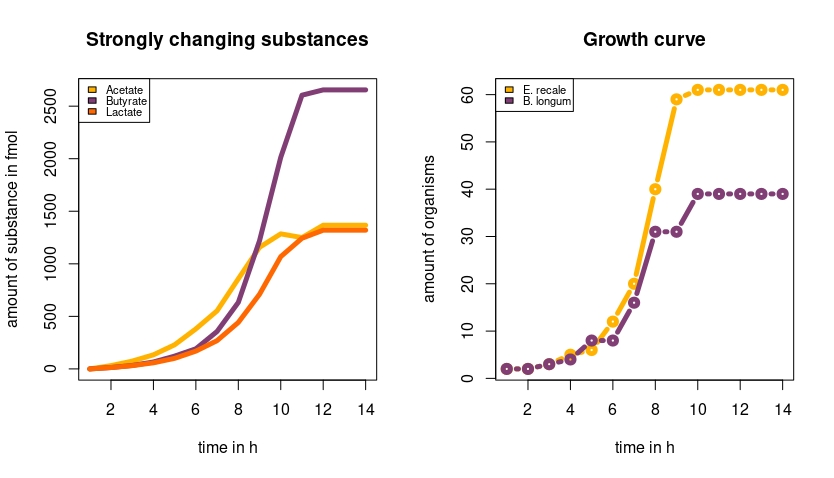 Strongly changing substances
Acetate
Butyrate
Lactate
amount of substance in fmol
2500
2000
1500
1000
500
0
2 4 6 8 10 12 14
time in h
Growth curve
E. recale
B. longum
amount of organisms
60
50
40
30
20
10
0
2 4 6 8 10 12 14
time in h